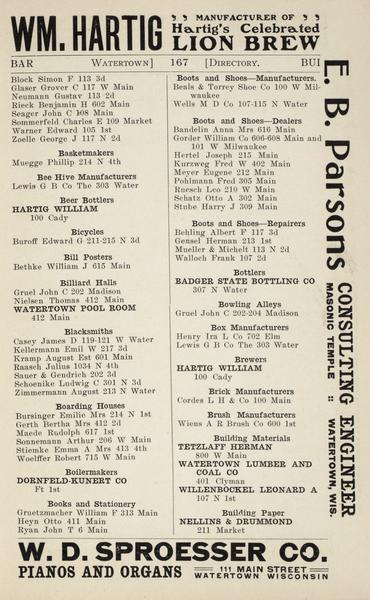 WM. HARTIG
MANUFACTURER OF
Hartig's Celebrated
LION BREW
BAR WATERTOWN] 167 [DIRECTORY. BUI
Block Simon F 113 3d
Glaser Grover C 117 W Main
Neumann Gustav 113 2d
Rieck Benjamin H 602 Main
Seager John C 108 Main
Sommerfeld Charles E 109 Market
Warner Edward 105 1st
Zoelle George J 117 N 2d
Basketmakers
Muegge Phillip 214 N 4th
Bee Hive Manufacturers
Lewis G B Co The 303 Water
Beer Bottlers
HARTIG WILLIAM
100 Cady
Bicycles
Buroff Edward G 211-215 N 3d
Bill Posters
Bethke William J 615 Main
Billiard Halls
Gruel John C 202 Madison
Nielsen Thomas 412 Main
WATERTOWN POOL ROOM
412 Main
Blacksmiths
Casey James D 119-121 W Water
Kellermann Emil W 217 3d
Kramp August Est 601 Main
Raasch Julius 1034 N 4th
Sauer & Gendrich 202 3d
Schoenike Ludwig C 301 N 3d
Zimmermann August 213 N Water
Boarding Houses
Bursinger Emilie Mrs 214 N 1st
Gerth Bertha Mrs 412 2d
Maede Rudolph 617 1st
Sonnemann Arthur 206 W Main
Stiemke Emma A Mrs 413 4th
Woelffer Robert 715 W Main
Boilermakers
DORNFELD-KUNERT CO
Ft 1st
Books and Stationery
Gruetzmacher William F 313 Main
Heyn Otto 411 Main
Ryan John T 6 Main
Boots and Shoes—Manufacturers.
Beals & Torrey Shoe Co 100 W Mil-
waukee
Wells M D Co 107-115 N Water
Boots and Shoes—Dealers
Bandelin Anna Mrs 616 Main
Gorder William Co 606-608 Main and
101 W Milwaukee
Hertel Joseph 215 Main
Kurzweg Fred W 402 Main
Meyer Eugene 212 Main
Pohlmann Fred 305 Main
Ruesch Leo 210 W Main
Schatz Otto A 302 Main
Stube Harry J 309 Main
Boots and Shoes—Repairers
Behling Albert F 117 3d
Gensel Herman 213 1st
Mueller & Michelt 113 N 2d
Walloch Frank 107 2d
Bottlers
BADGER STATE BOTTLING CO
307 N Water
Bowling Alleys
Gruel John C 202-204 Madison
Box Manufacturers
Henry Ira L Co 702 Elm
Lewis G B Co The 303 Water
Brewers
HARTIG WILLIAM
100 Cady
Brick Manufacturers
Cordes L H & Co 100 Main
Brush Manufacturers
Wiens A R Brush Co 600 1st
Building Materials
TETZLAFF HERMAN
800 W Main
WATERTOWN LUMBER AND
COAL CO
401 Clyman
WILLENBOCKEL LEONARD A
107 N 1st
Building Paper
NELLINS & DRUMMOND
211 Market
E. B. Parsons
CONSULTING ENGINEER
MASONIC TEMPLE :: WATERTOWN, WIS.
W. D. SPROESSER CO.
PIANOS AND ORGANS
111 MAIN STREET
WATERTOWN WISCONSIN